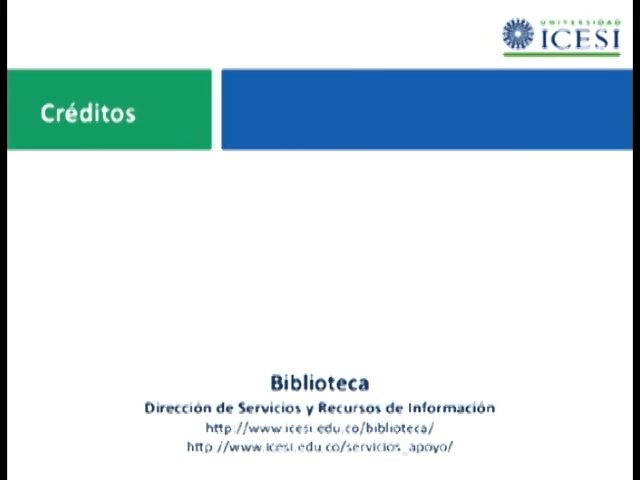 UNIVERSIDAD
ICESI
Créditos
Biblioteca
Dirección de Servicios y Recursos de Información
http://www.icesi.edu.co/biblioteca/
http://www.icesi.edu.co/servicios_apoyo/